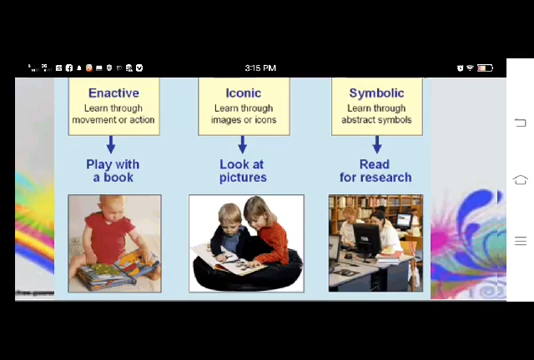 3:15 PM
Enactive
Learn through
movement or action
Iconic
Learn through
images or icons
Symbolic
Learn through
abstract symbols
Play with
a book
Look at
pictures
Read
for research